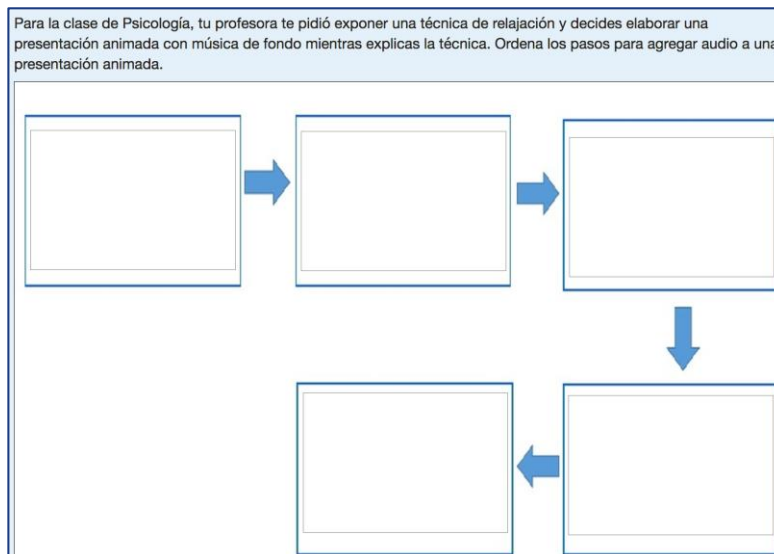 Para la clase de Psicología, tu profesora te pidió exponer una técnica de relajación y decides elaborar una
presentación animada con música de fondo mientras explicas la técnica. Ordena los pasos para agregar audio a una
presentación animada.